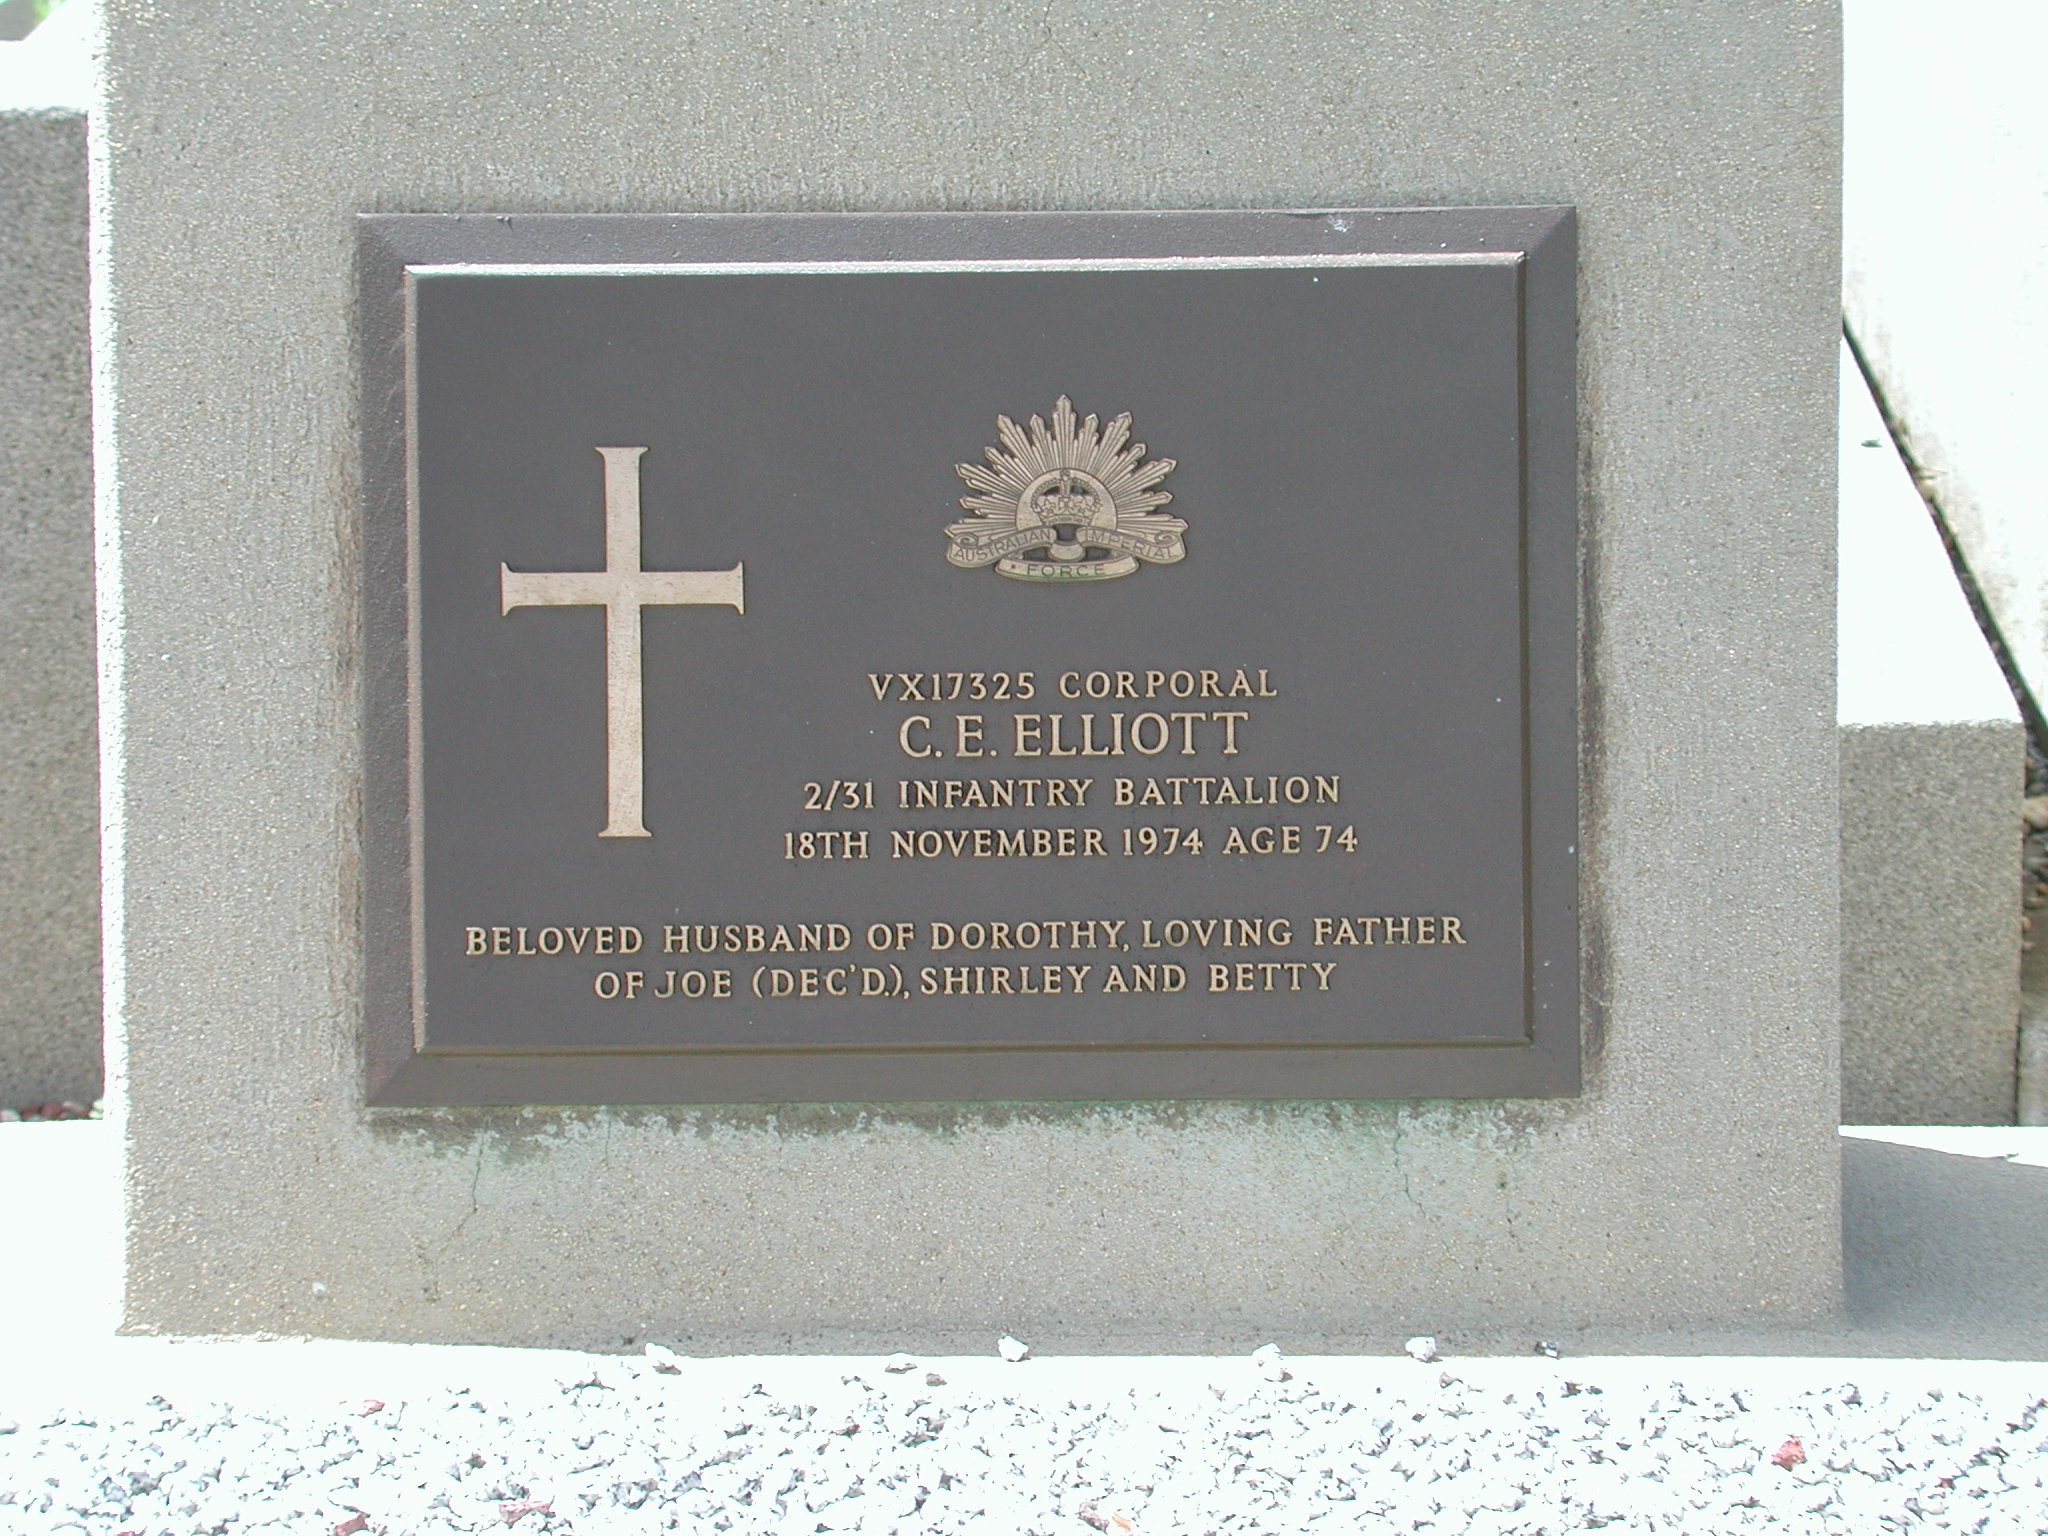 AUSTRALIAN IMPERIAL
FORCE
VX17325 CORPORAL
C. E. ELLIOTT
2/31 INFANTRY BATTALION
18TH NOVEMBER 1974 AGE 74
BELOVED HUSBAND OF DOROTHY, LOVING FATHER
OF JOE (DEC'D.), SHIRLEY AND BETTY